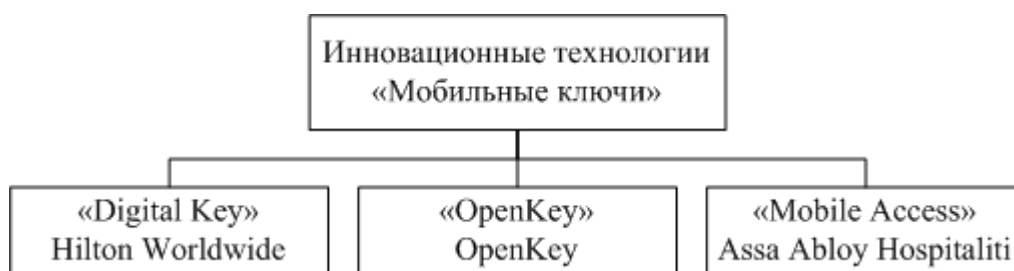 Инновационные технологии
«Мобильные ключи»
«Digital Key»
Hilton Worldwide
«OpenKey»
OpenKey
«Mobile Access»
Assa Abloy Hospitaliti